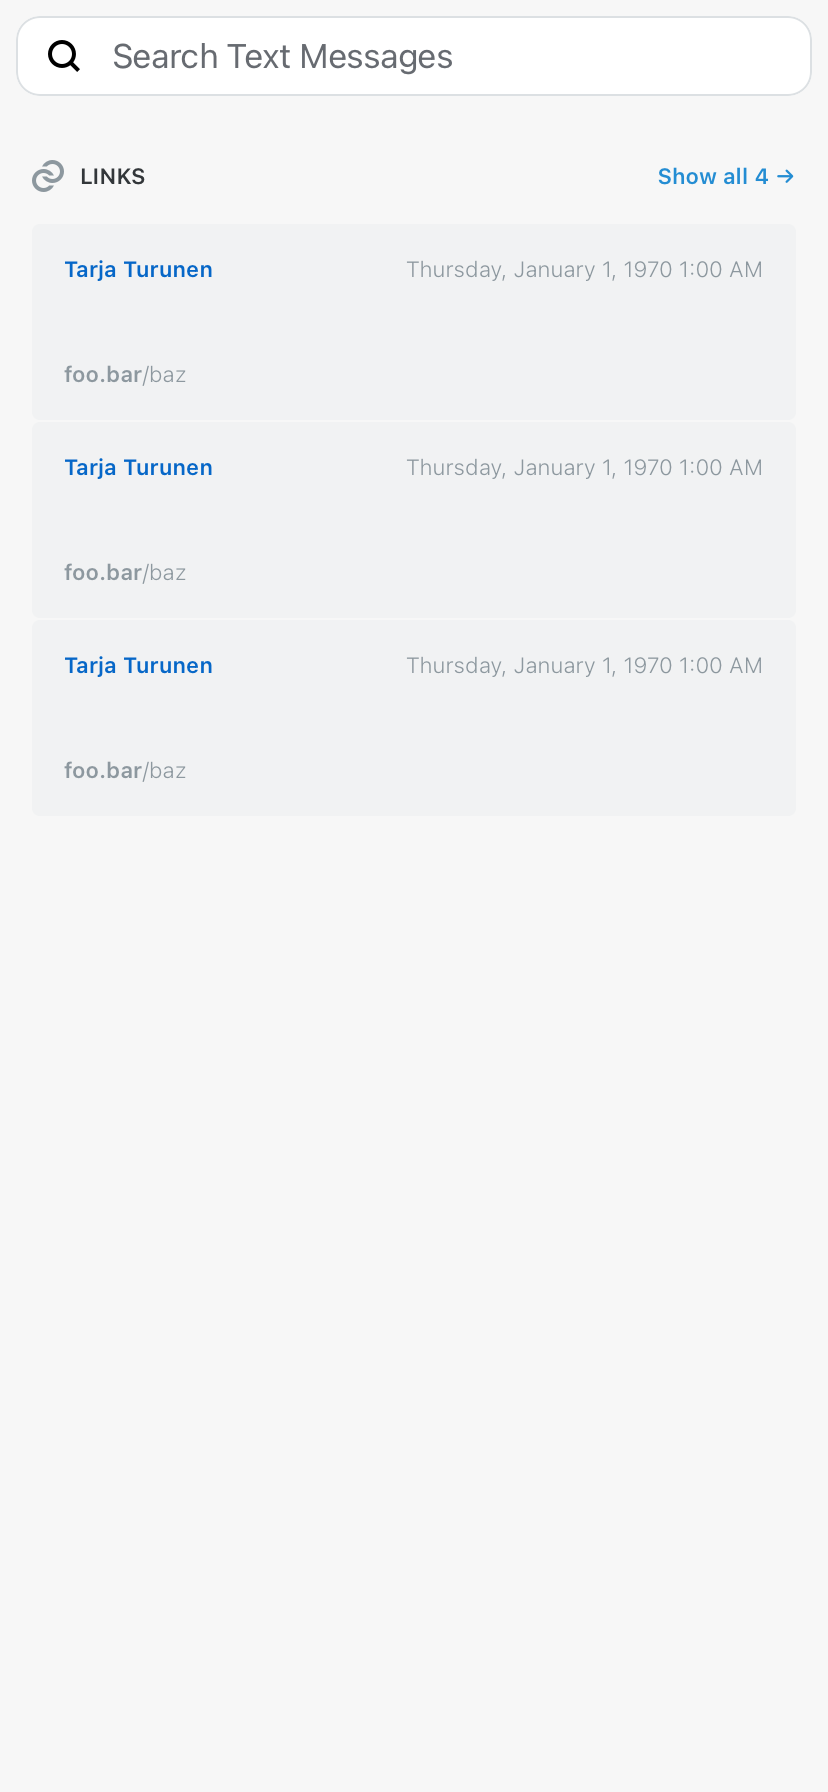 Search Text Messages
LINKS Show all 4 →
Tarja Turunen Thursday, January 1, 1970 1:00 AM
foo.bar/baz
Tarja Turunen Thursday, January 1, 1970 1:00 AM
foo.bar/baz
Tarja Turunen Thursday, January 1, 1970 1:00 AM
foo.bar/baz